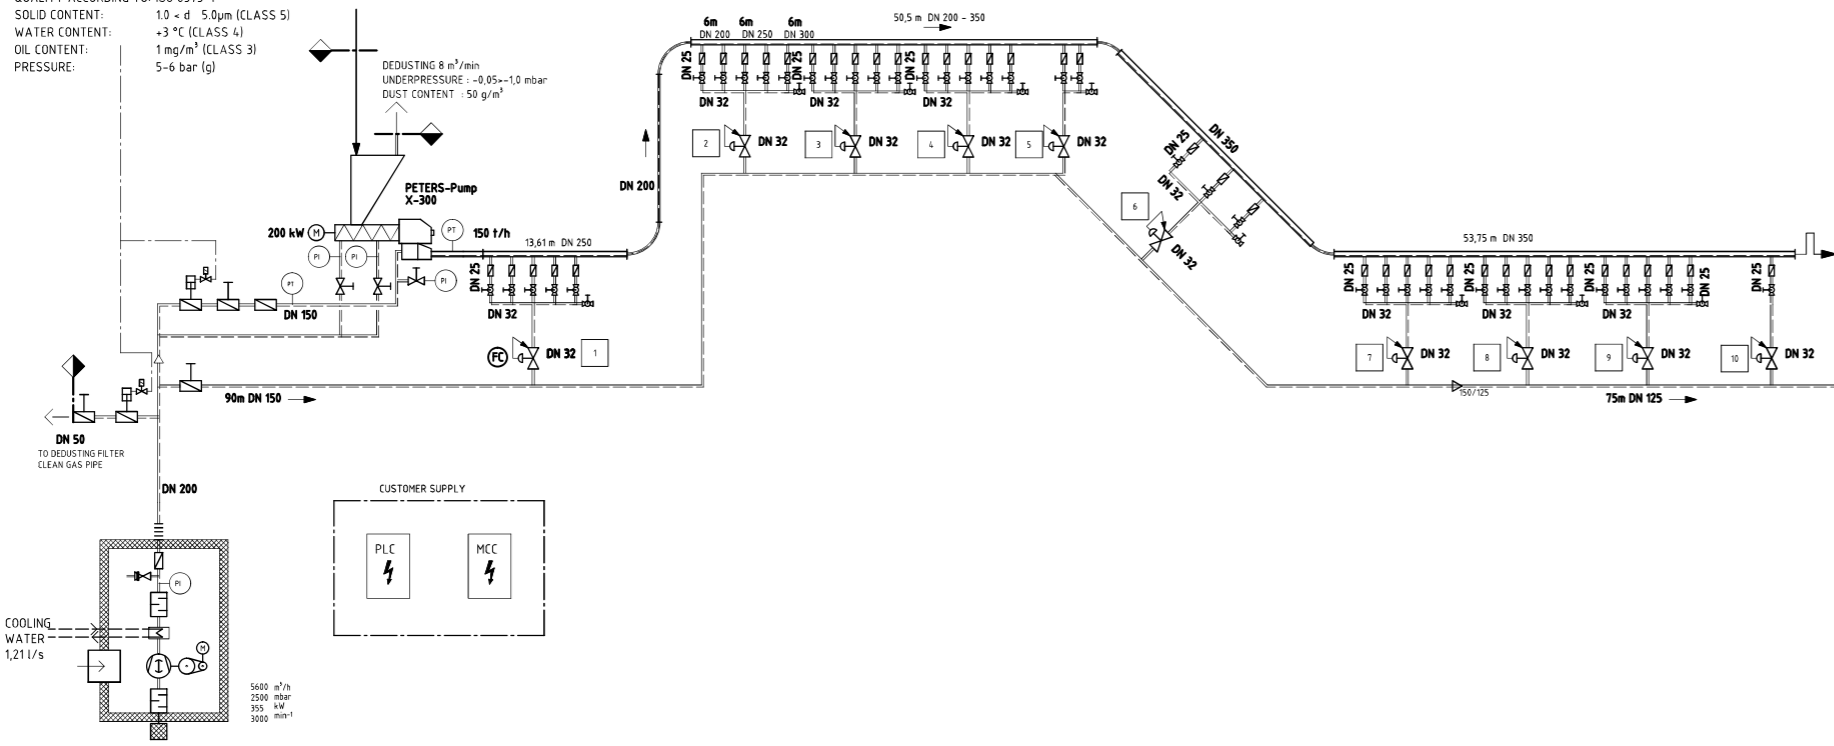 SOLID CONTENT: 1.0 < d 5.0μm (CLASS 5)
WATER CONTENT: +3 °C (CLASS 4)
OIL CONTENT: 1 mg/m³ (CLASS 3)
PRESSURE: 5-6 bar (g)
DEDUSTING 8 m³/min
UNDERPRESSURE : -0,05>-1,0 mbar
DUST CONTENT : 50 g/m³
6m 6m 6m
DN 200 DN 250 DN 300
50,5 m DN 200 - 350
DN 25 DN 25 DN 25
DN 32 DN 32 DN 32
2 DN 32 3 DN 32 4 DN 32 5 DN 32
DN 25 DN 350
DN 32
6
DN 32
DN 200
PETERS-Pump
X-300
200 kW M
PT 150 t/h
PI PI
13,61 m DN 250
53,75 m DN 350
PT
PI
DN 150
DN 25
DN 32
FC DN 32 1
DN 25 DN 25 DN 25 DN 25 DN 25
DN 32 DN 32 DN 32
7 DN 32 8 DN 32 9 DN 32 10 DN 32
90m DN 150
150/125
75m DN 125
DN 50
TO DEDUSTING FILTER
CLEAN GAS PIPE
DN 200
CUSTOMER SUPPLY
PLC MCC
PI
COOLING
WATER
1,21 l/s
M
5600 m³/h
2500 mbar
355 kW
3000 min⁻¹